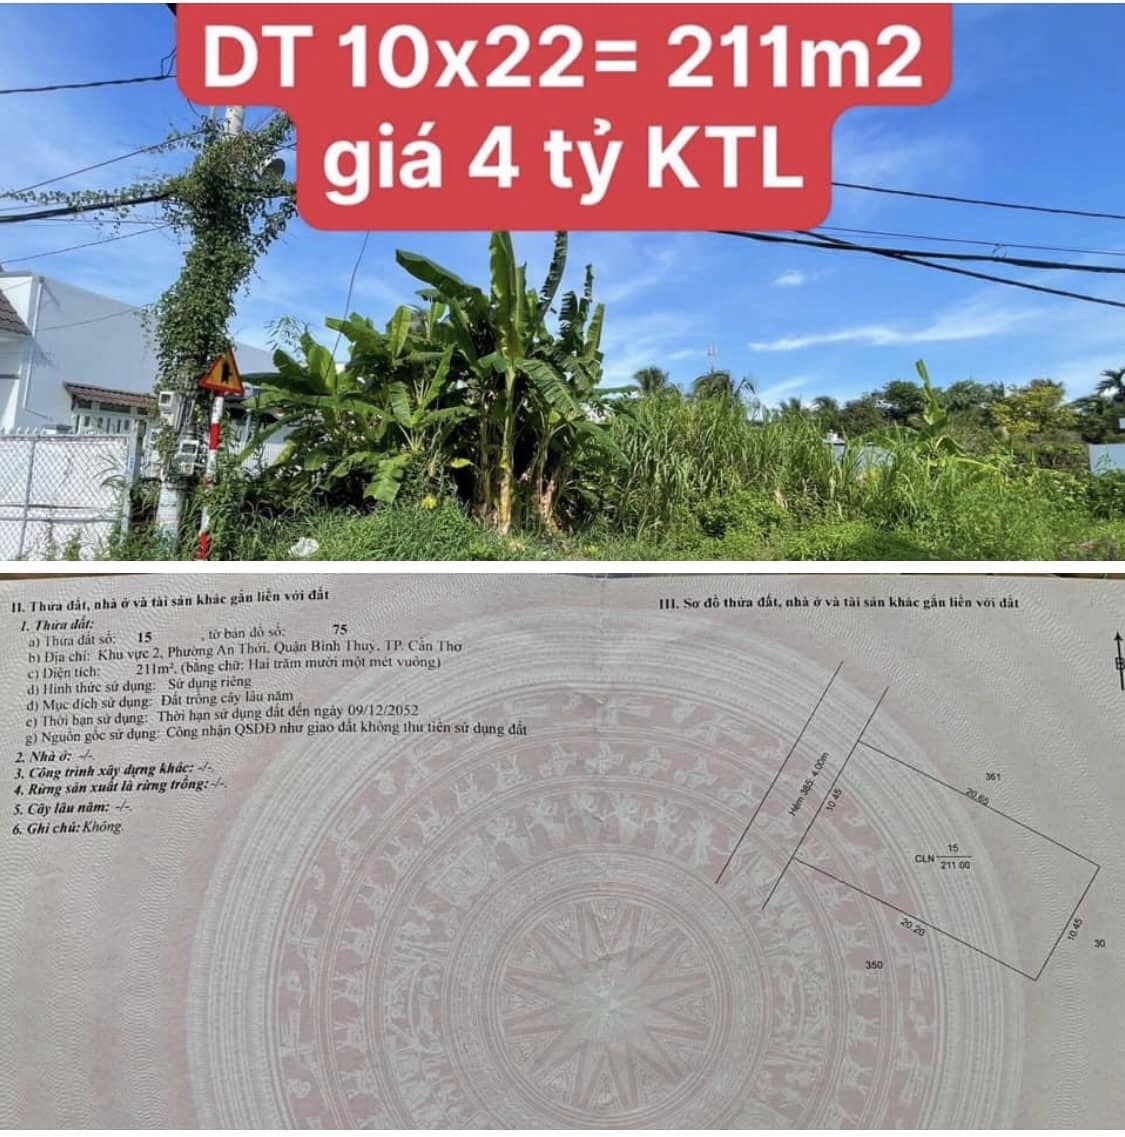 DT 10x22= 211m2
giá 4 tỷ KTL
II. Thửa đất, nhà ở và tài sản khác gắn liền với đất
1. Thửa đất:
a) Thửa đất số: 15 , tờ bản đồ số: 75
b) Địa chỉ: Khu vực 2, Phường An Thới, Quận Bình Thuỷ, TP. Cần Thơ
c) Diện tích: 211m², (bằng chữ: Hai trăm mười một mét vuông)
d) Hình thức sử dụng: Sử dụng riêng
đ) Mục đích sử dụng: Đất trồng cây lâu năm
e) Thời hạn sử dụng: Thời hạn sử dụng đất đến ngày 09/12/2052
g) Nguồn gốc sử dụng: Công nhận QSDĐ như giao đất không thu tiền sử dụng đất
2. Nhà ở: -/-.
3. Công trình xây dựng khác: -/-.
4. Rừng sản xuất là rừng trồng: -/-.
5. Cây lâu năm: -/-.
6. Ghi chú: Không.
III. Sơ đồ thửa đất, nhà ở và tài sản khác gắn liền với đất
B
Hẻm 385: 4.00m
10.45
361
20.65
CLN 15
211.00
20.20
10.45
30
350